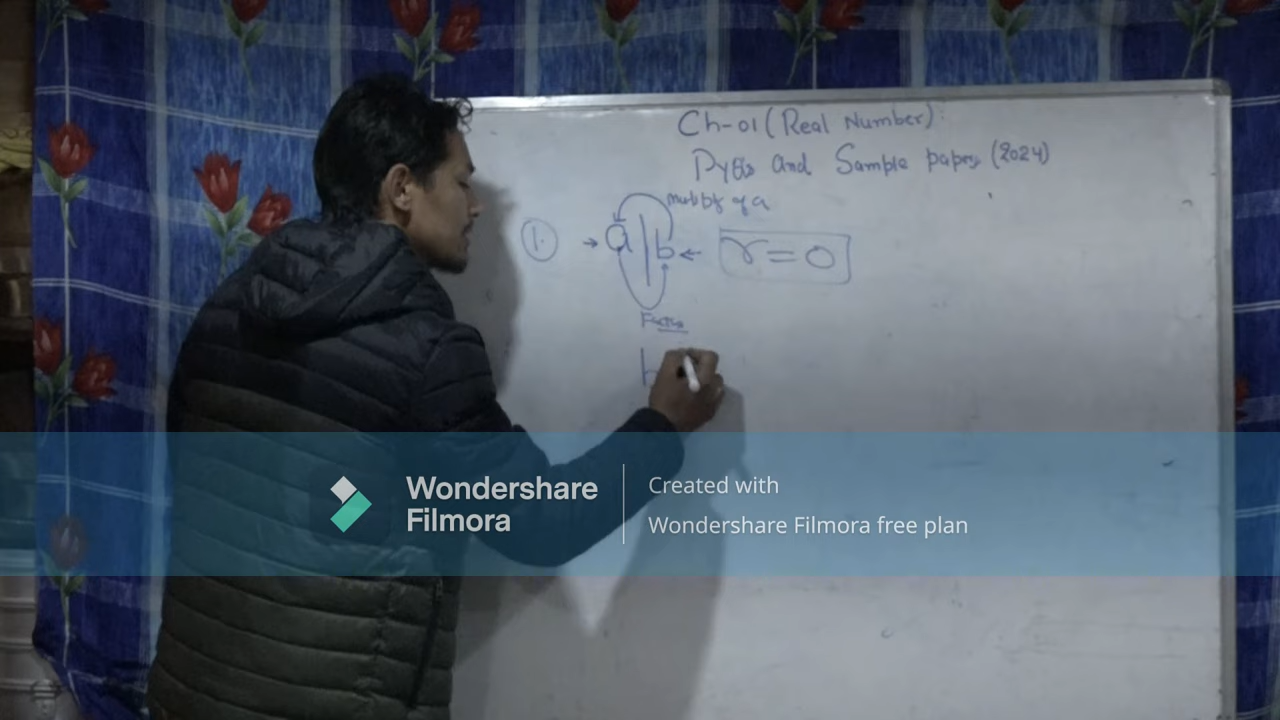 Ch-01 (Real Number)
PYQs and Sample papers (2024)
multiple of a
1. → a | b ← r = 0
Factor
b
Wondershare
Filmora
Created with
Wondershare Filmora free plan